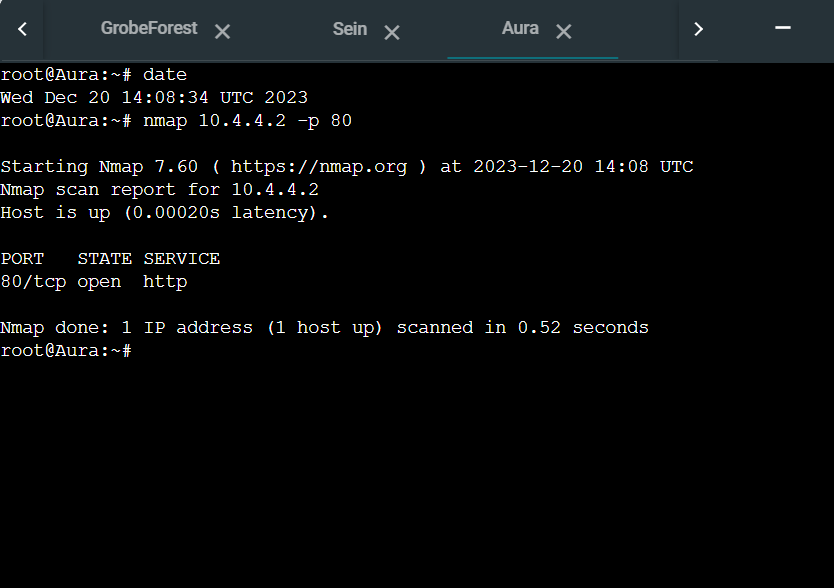 GrobeForest Sein Aura
root@Aura:~# date
Wed Dec 20 14:08:34 UTC 2023
root@Aura:~# nmap 10.4.4.2 -p 80
Starting Nmap 7.60 ( https://nmap.org ) at 2023-12-20 14:08 UTC
Nmap scan report for 10.4.4.2
Host is up (0.00020s latency).
PORT   STATE SERVICE
80/tcp open  http
Nmap done: 1 IP address (1 host up) scanned in 0.52 seconds
root@Aura:~#